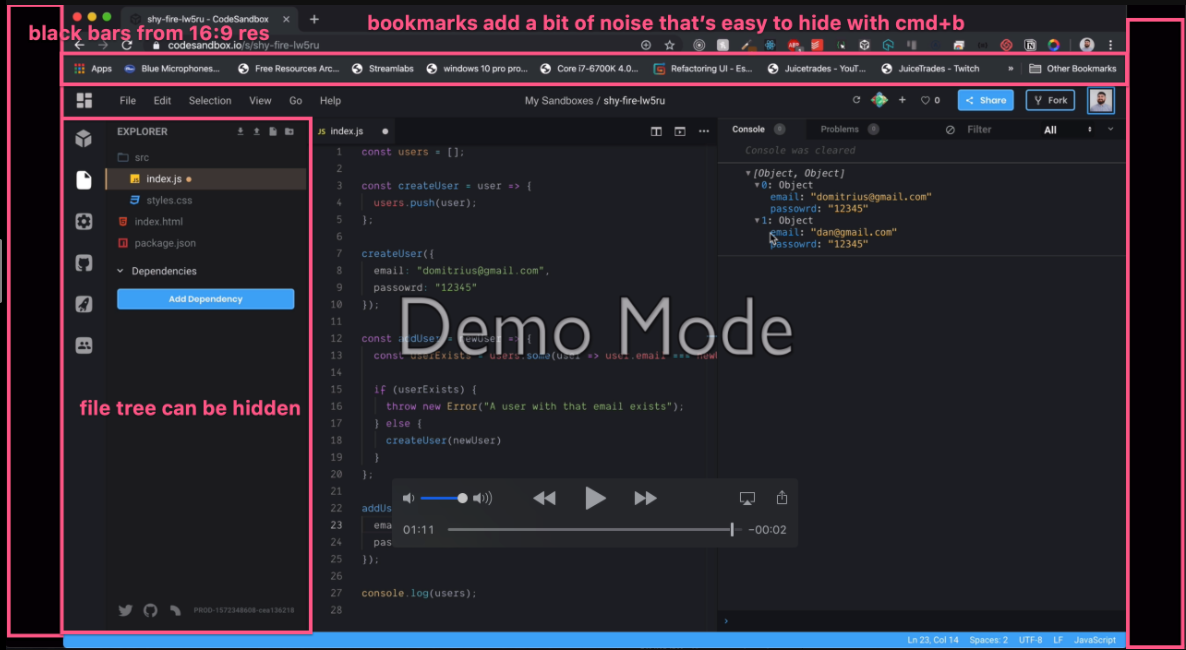 shy-fire-lw5ru - CodeSandbox
bookmarks add a bit of noise that's easy to hide with cmd+b
black bars from 16:9 res
codesandbox.io/s/shy-fire-lw5ru
Apps Blue Microphones... Free Resources Arc... Streamlabs windows 10 pro pro... Core i7-6700K 4.0... Refactoring UI - Es... Juicetrades - YouT... JuiceTrades - Twitch » Other Bookmarks
File Edit Selection View Go Help My Sandboxes / shy-fire-lw5ru 0 Share Fork
EXPLORER
src
JS index.js
styles.css
index.html
package.json
Dependencies
Add Dependency
file tree can be hidden
JS index.js
1 const users = [];
2
3 const createUser = user => {
4 users.push(user);
5 };
6
7 createUser({
8 email: "domitrius@gmail.com",
9 passowrd: "12345"
10 });
11
12 const addUser = newUser => {
13 const userExists = users.some(user => user.email === newU
14
15 if (userExists) {
16 throw new Error("A user with that email exists");
17 } else {
18 createUser(newUser)
19 }
20 };
21
22 addUs
23 ema
24 pas
25 });
26
27 console.log(users);
28
Demo Mode
01:11 -00:02
Console Problems Filter All
Console was cleared
[Object, Object]
0: Object
email: "domitrius@gmail.com"
passowrd: "12345"
1: Object
email: "dan@gmail.com"
passowrd: "12345"
›
Ln 23, Col 14 Spaces: 2 UTF-8 LF JavaScript